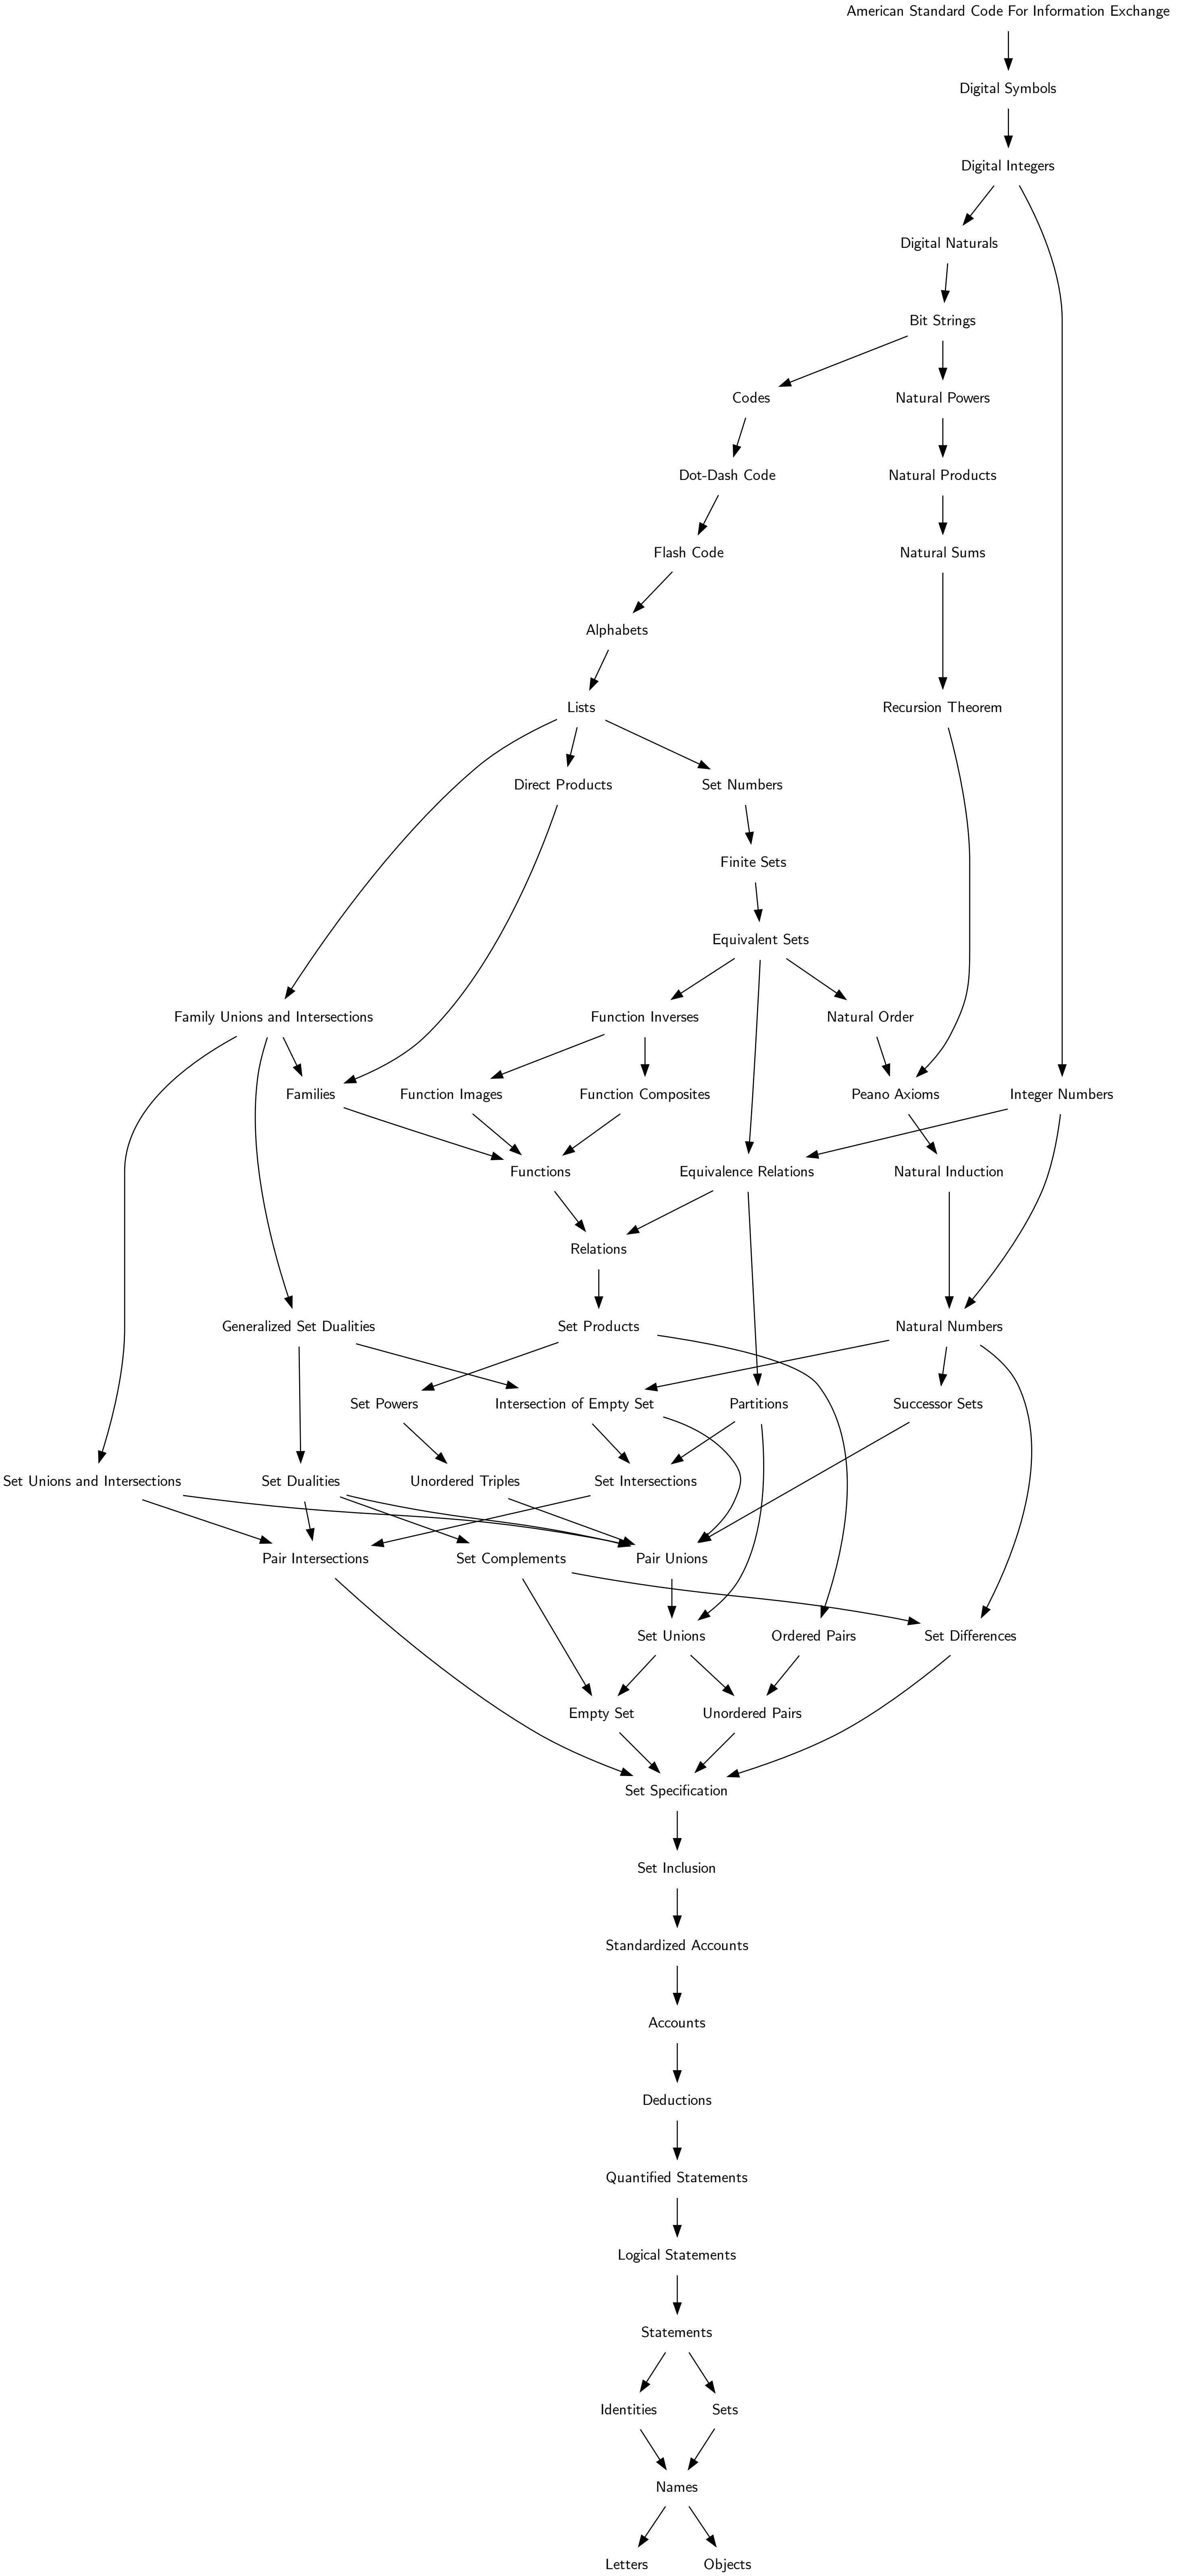 American Standard Code For Information Exchange
Digital Symbols
Digital Integers
Digital Naturals
Bit Strings
Codes
Natural Powers
Dot-Dash Code
Natural Products
Flash Code
Natural Sums
Alphabets
Lists
Recursion Theorem
Direct Products
Set Numbers
Finite Sets
Equivalent Sets
Family Unions and Intersections
Function Inverses
Natural Order
Families
Function Images
Function Composites
Peano Axioms
Integer Numbers
Functions
Equivalence Relations
Natural Induction
Relations
Generalized Set Dualities
Set Products
Natural Numbers
Set Powers
Intersection of Empty Set
Partitions
Successor Sets
Set Unions and Intersections
Set Dualities
Unordered Triples
Set Intersections
Pair Intersections
Set Complements
Pair Unions
Set Unions
Ordered Pairs
Set Differences
Empty Set
Unordered Pairs
Set Specification
Set Inclusion
Standardized Accounts
Accounts
Deductions
Quantified Statements
Logical Statements
Statements
Identities
Sets
Names
Letters
Objects